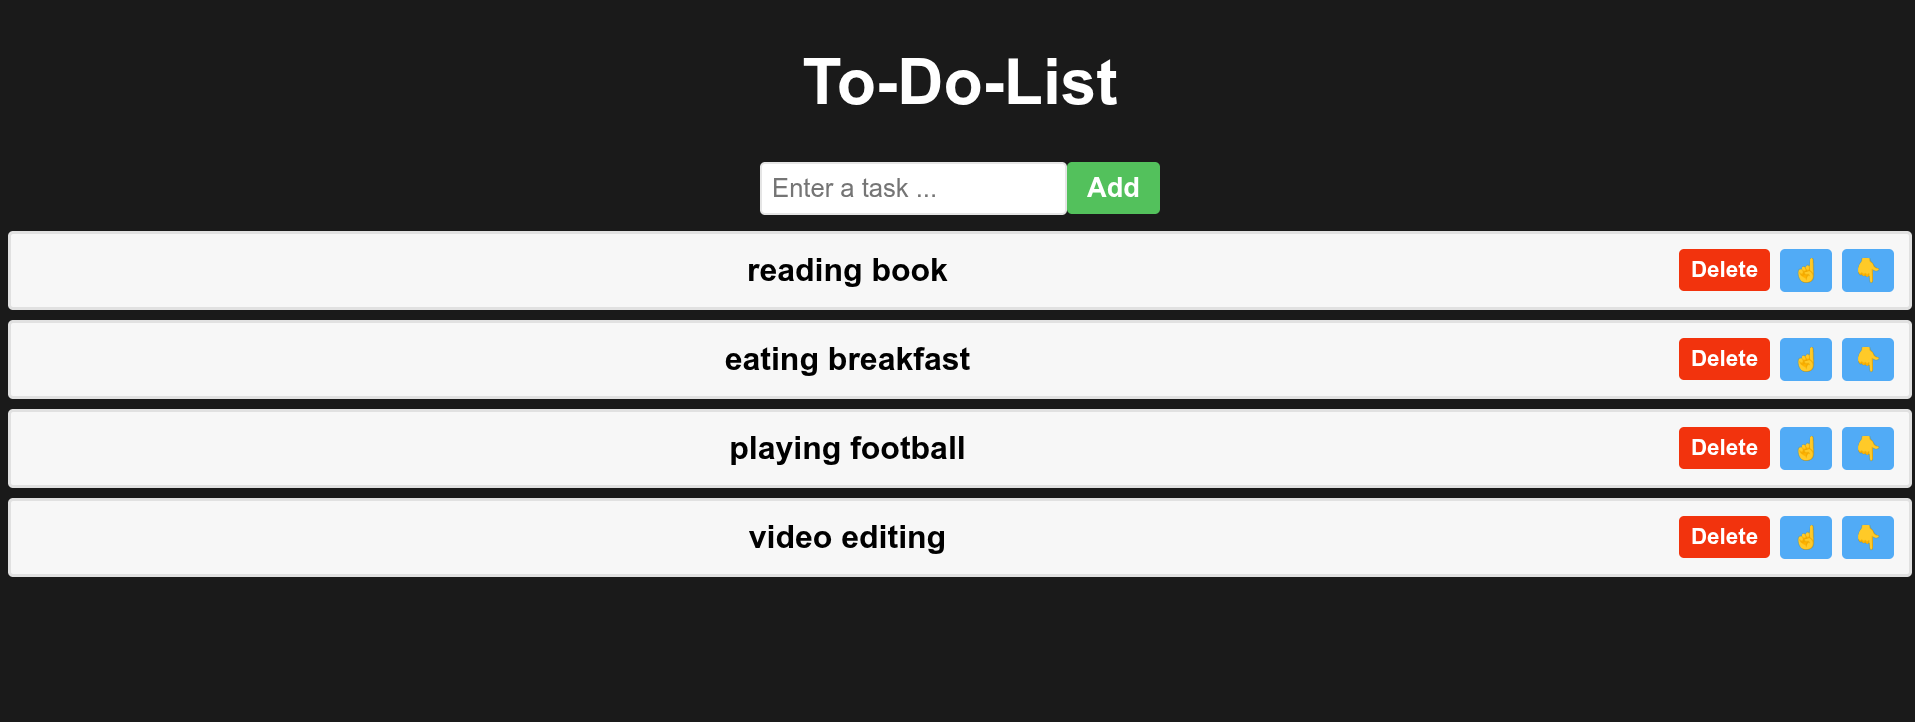 To-Do-List
Enter a task ... Add
reading book Delete ☝️ 👇
eating breakfast Delete ☝️ 👇
playing football Delete ☝️ 👇
video editing Delete ☝️ 👇